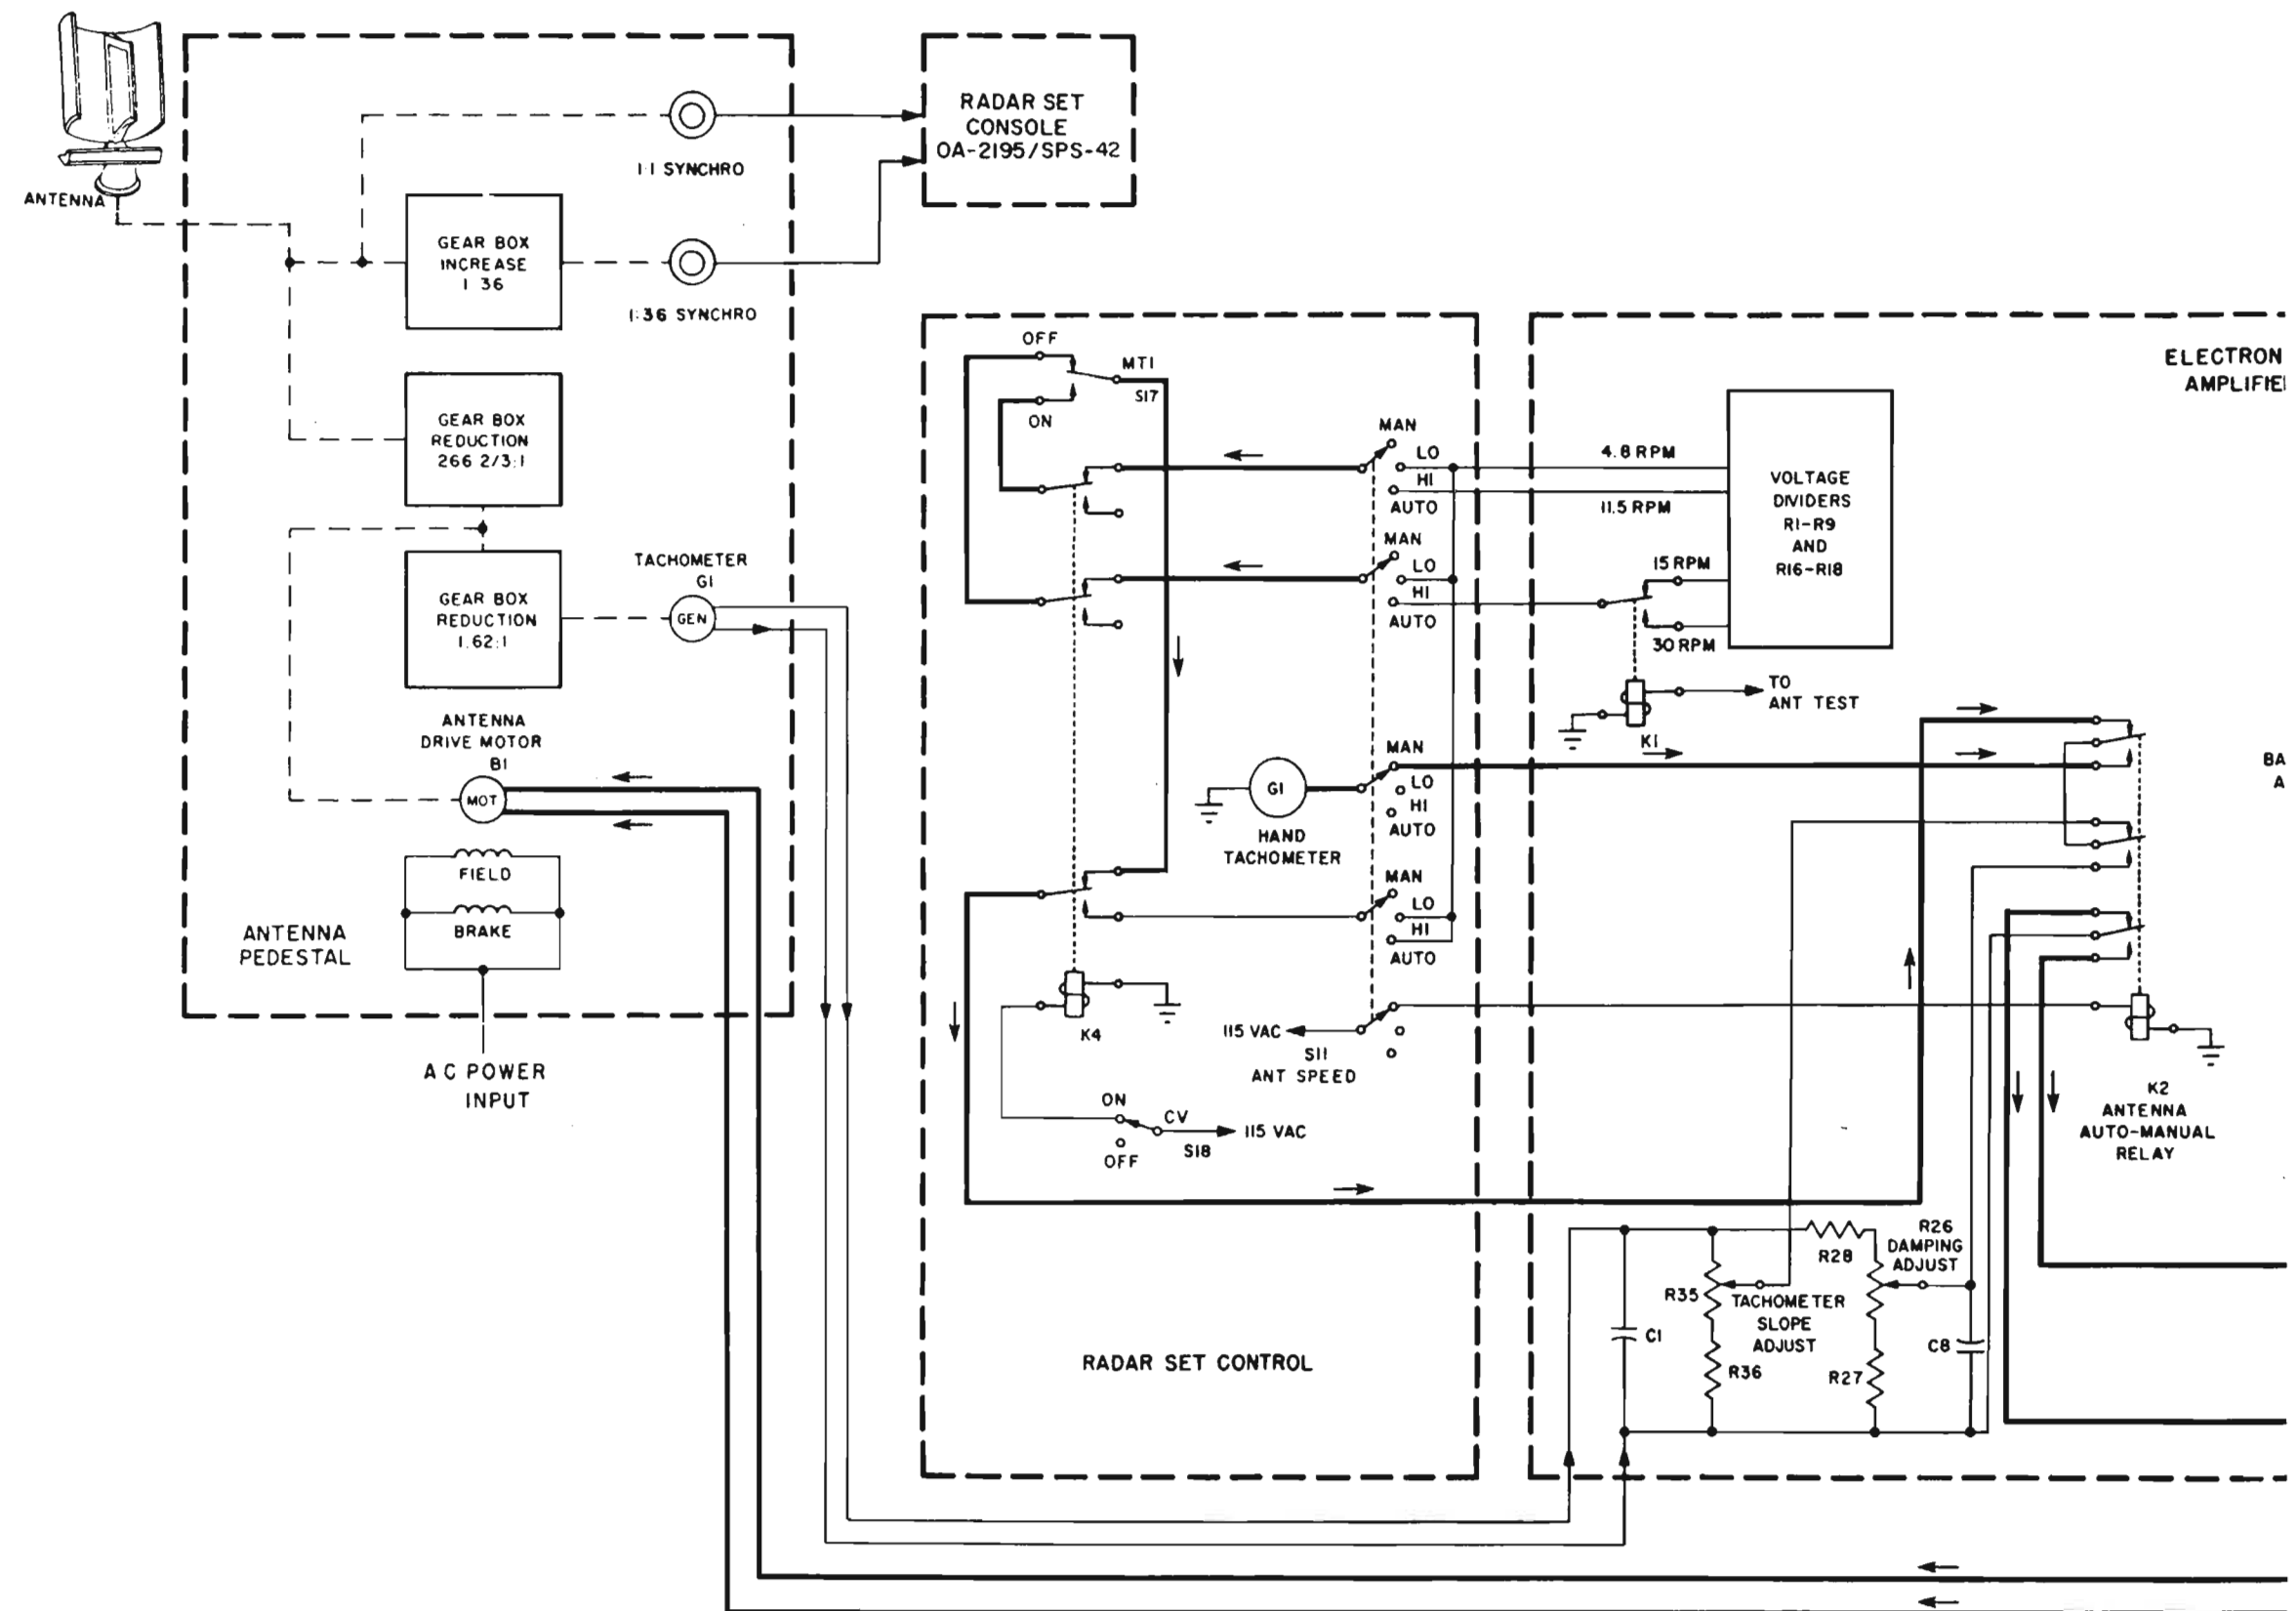 ANTENNA
1:1 SYNCHRO
RADAR SET
CONSOLE
OA-2195/SPS-42
GEAR BOX
INCREASE
1 36
1:36 SYNCHRO
GEAR BOX
REDUCTION
266 2/3:1
GEAR BOX
REDUCTION
1.62:1
TACHOMETER
G1
GEN
ANTENNA
DRIVE MOTOR
B1
MOT
FIELD
BRAKE
ANTENNA
PEDESTAL
A C POWER
INPUT
OFF
MTI
S17
ON
MAN
LO
HI
AUTO
MAN
LO
HI
AUTO
G1
HAND
TACHOMETER
MAN
LO
HI
AUTO
MAN
LO
HI
AUTO
K4
115 VAC
S11
ANT SPEED
ON
CV
115 VAC
S18
OFF
RADAR SET CONTROL
ELECTRON
AMPLIFIE
4.8 RPM
11.5 RPM
VOLTAGE
DIVIDERS
R1-R9
AND
R16-R18
15 RPM
30 RPM
TO
ANT TEST
K1
BA
A
K2
ANTENNA
AUTO-MANUAL
RELAY
R28
R26
DAMPING
ADJUST
R35
TACHOMETER
SLOPE
ADJUST
C1
R36
R27
C8